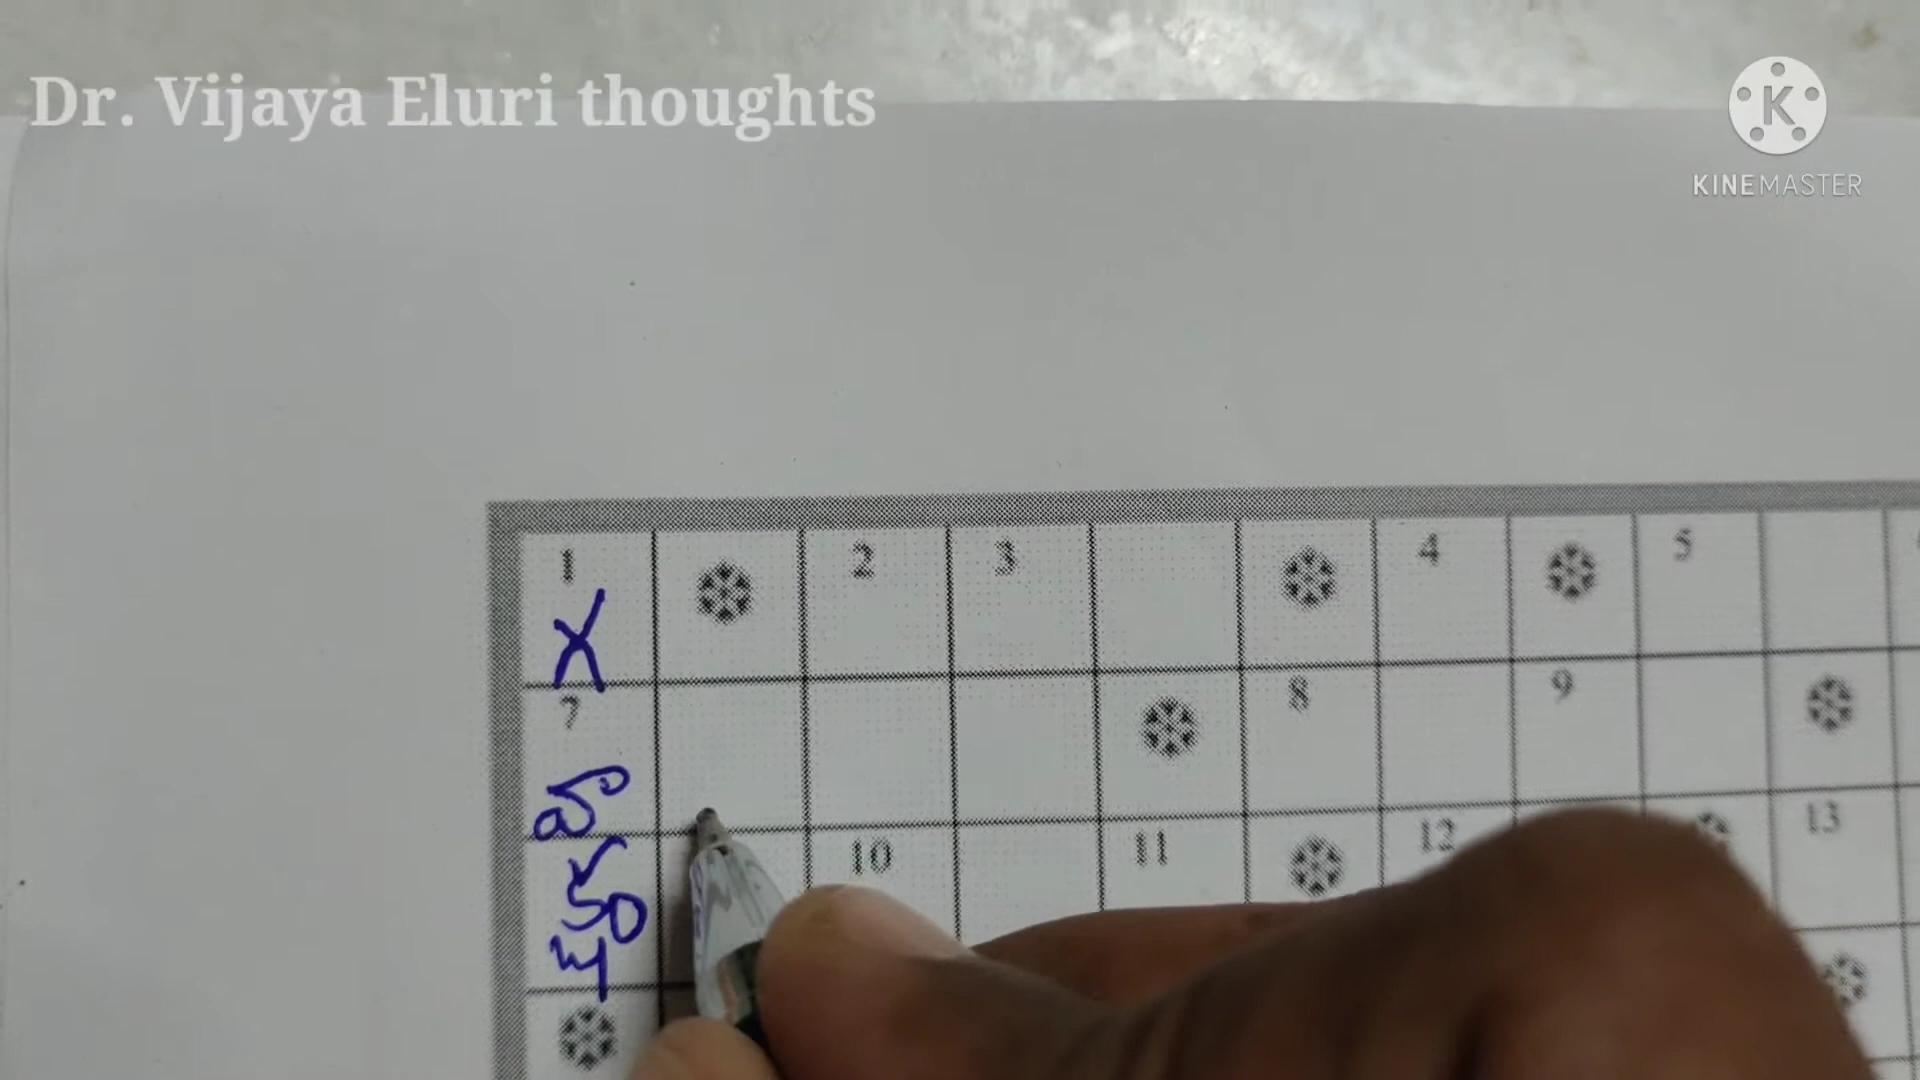 Dr. Vijaya Eluri thoughts
K
KINEMASTER
1 2 3 4 5
X
7 8 9
10 11 12 13